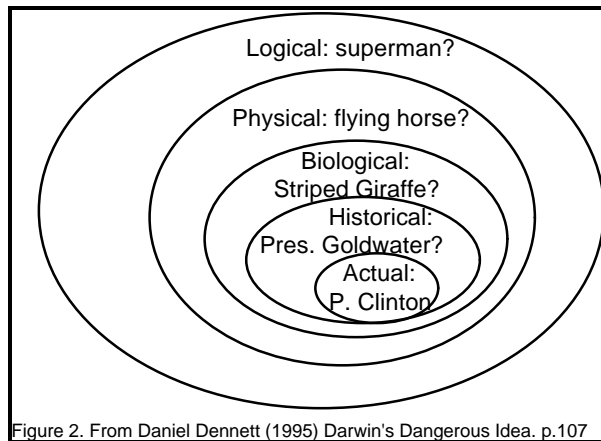 Logical: superman?
Physical: flying horse?
Biological:
Striped Giraffe?
Historical:
Pres. Goldwater?
Actual:
P. Clinton
Figure 2. From Daniel Dennett (1995) Darwin's Dangerous Idea. p.107